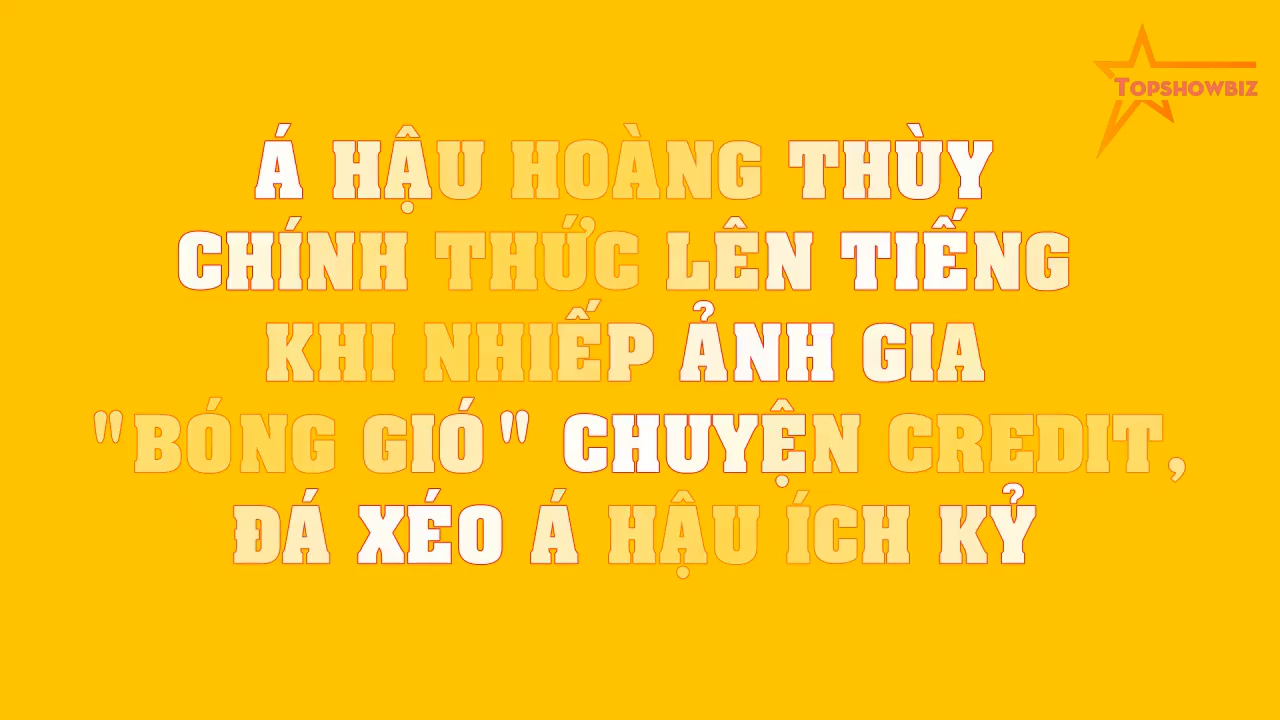 TOPSHOWBIZ
Á HẬU HOÀNG THÙY
CHÍNH THỨC LÊN TIẾNG
KHI NHIẾP ẢNH GIA
"BÓNG GIÓ" CHUYỆN CREDIT,
ĐÁ XÉO Á HẬU ÍCH KỶ